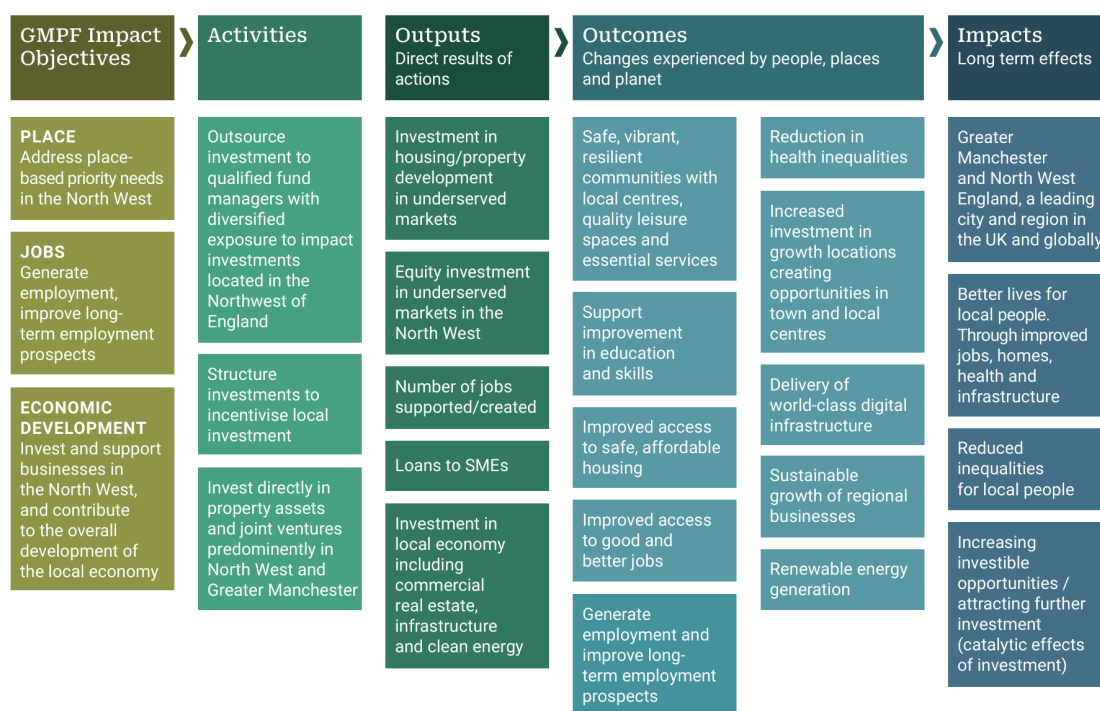 GMPF Impact
Objectives
Activities
Outputs
Direct results of
actions
Outcomes
Changes experienced by people, places
and planet
Impacts
Long term effects
PLACE
Address place-
based priority needs
in the North West
JOBS
Generate
employment,
improve long-
term employment
prospects
ECONOMIC
DEVELOPMENT
Invest and support
businesses in
the North West,
and contribute
to the overall
development of
the local economy
Outsource
investment to
qualified fund
managers with
diversified
exposure to impact
investments
located in the
Northwest of
England
Structure
investments to
incentivise local
investment
Invest directly in
property assets
and joint ventures
predominently in
North West and
Greater Manchester
Investment in
housing/property
development
in underserved
markets
Equity investment
in underserved
markets in the
North West
Number of jobs
supported/created
Loans to SMEs
Investment in
local economy
including
commercial
real estate,
infrastructure
and clean energy
Safe, vibrant,
resilient
communities with
local centres,
quality leisure
spaces and
essential services
Support
improvement
in education
and skills
Improved access
to safe, affordable
housing
Improved access
to good and
better jobs
Generate
employment and
improve long-
term employment
prospects
Reduction in
health inequalities
Increased
investment in
growth locations
creating
opportunities in
town and local
centres
Delivery of
world-class digital
infrastructure
Sustainable
growth of regional
businesses
Renewable energy
generation
Greater
Manchester
and North West
England, a leading
city and region in
the UK and globally
Better lives for
local people.
Through improved
jobs, homes,
health and
infrastructure
Reduced
inequalities
for local people
Increasing
investible
opportunities /
attracting further
investment
(catalytic effects
of investment)